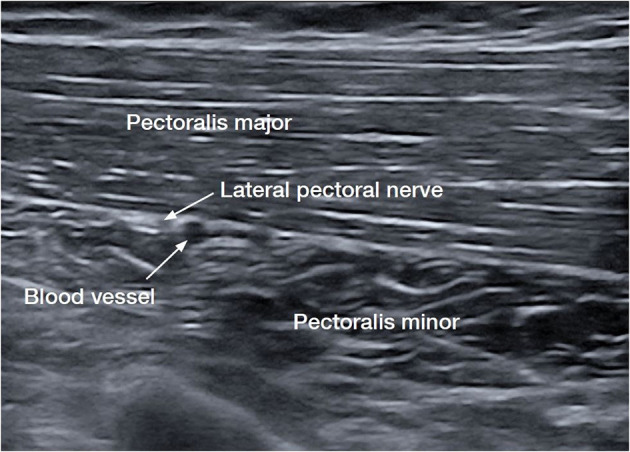 Pectoralis major
Lateral pectoral nerve
Blood vessel
Pectoralis minor